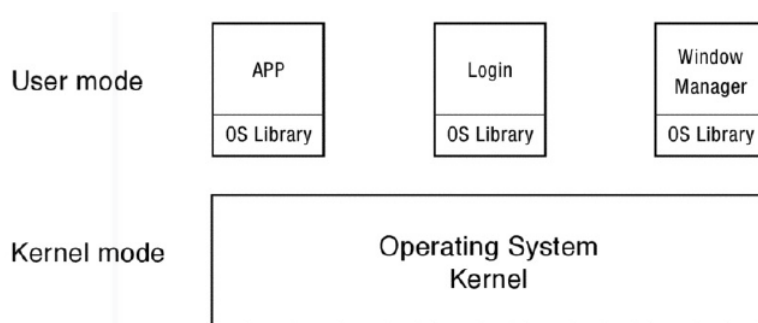 User mode
APP
OS Library
Login
OS Library
Window
Manager
OS Library
Kernel mode
Operating System
Kernel